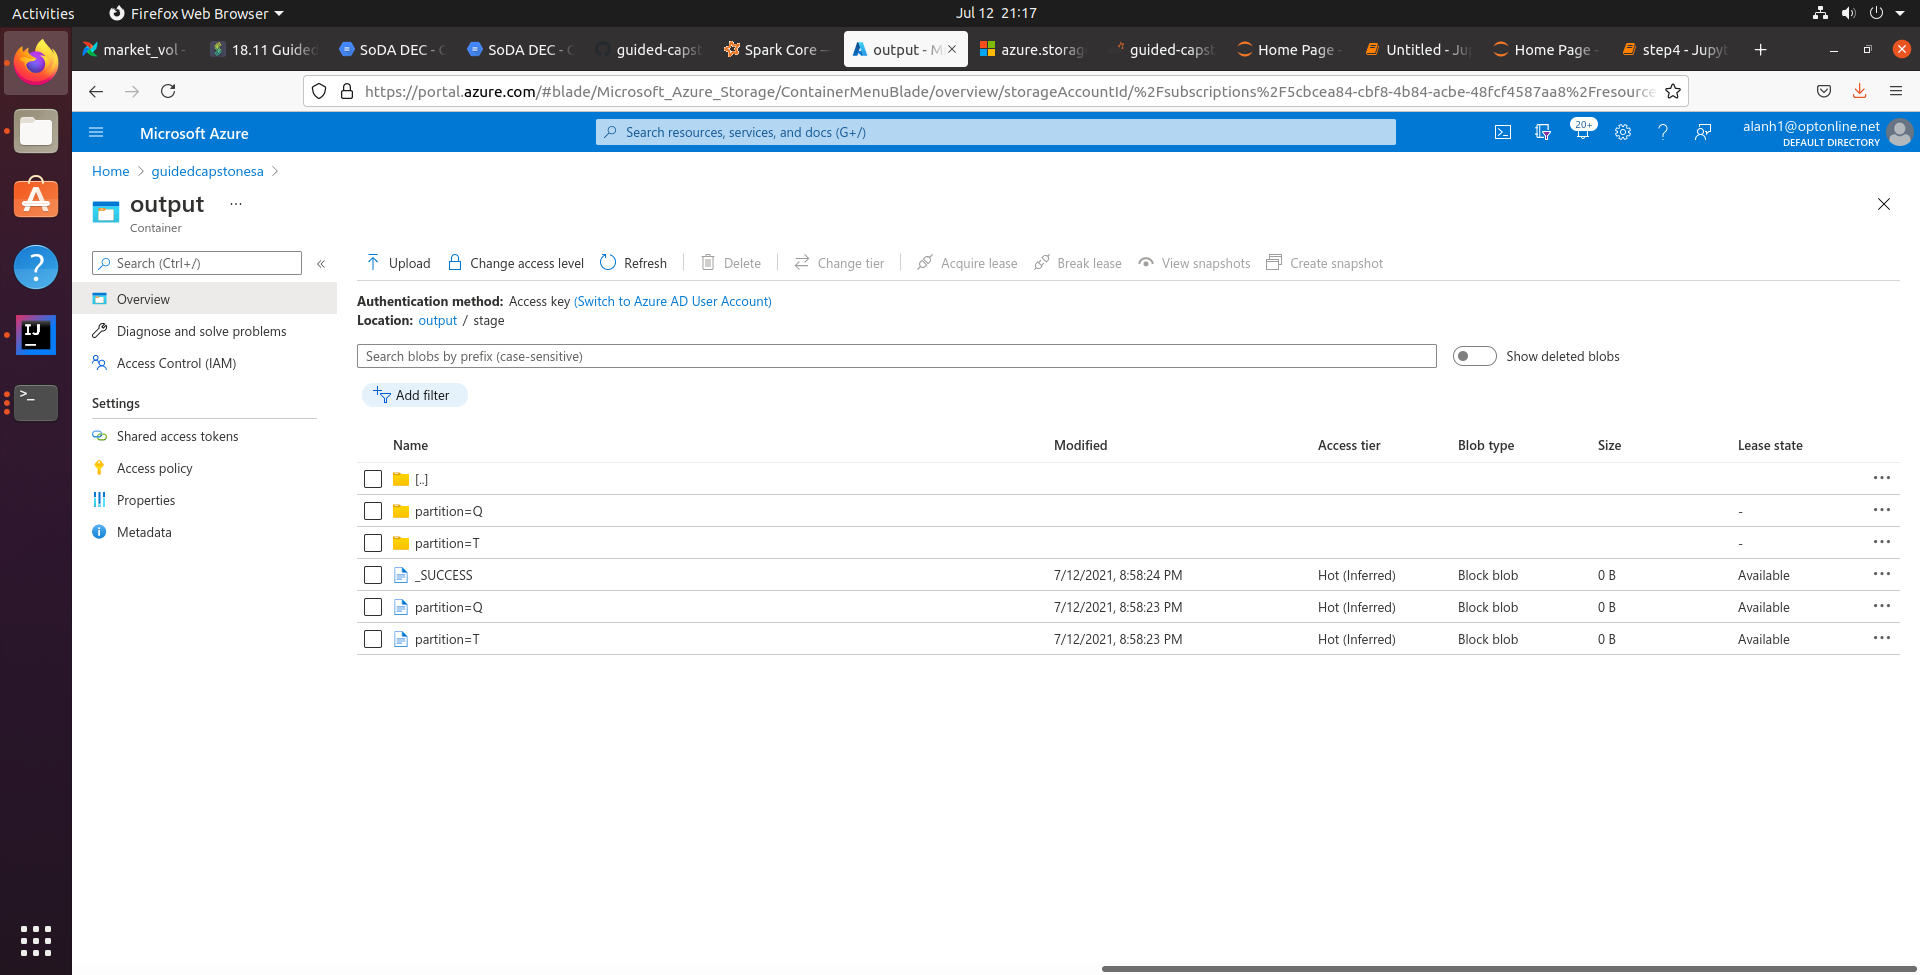 Activities Firefox Web Browser Jul 12 21:17
market_vol - 18.11 Guided SoDA DEC - C SoDA DEC - C guided-capst Spark Core — output - M azure.storag guided-capst Home Page - Untitled - Ju Home Page - step4 - Jupyt
https://portal.azure.com/#blade/Microsoft_Azure_Storage/ContainerMenuBlade/overview/storageAccountId/%2Fsubscriptions%2F5cbcea84-cbf8-4b84-acbe-48fcf4587aa8%2Fresource
Microsoft Azure Search resources, services, and docs (G+/) 20+ alanh1@optonline.net
DEFAULT DIRECTORY
Home > guidedcapstonesa >
output ...
Container
Search (Ctrl+/) «
Upload Change access level Refresh Delete Change tier Acquire lease Break lease View snapshots Create snapshot
Overview
Diagnose and solve problems
Access Control (IAM)
Settings
Shared access tokens
Access policy
Properties
Metadata
Authentication method: Access key (Switch to Azure AD User Account)
Location: output / stage
Search blobs by prefix (case-sensitive) Show deleted blobs
Add filter
Name Modified Access tier Blob type Size Lease state
[..] ...
partition=Q - ...
partition=T - ...
_SUCCESS 7/12/2021, 8:58:24 PM Hot (Inferred) Block blob 0 B Available ...
partition=Q 7/12/2021, 8:58:23 PM Hot (Inferred) Block blob 0 B Available ...
partition=T 7/12/2021, 8:58:23 PM Hot (Inferred) Block blob 0 B Available ...